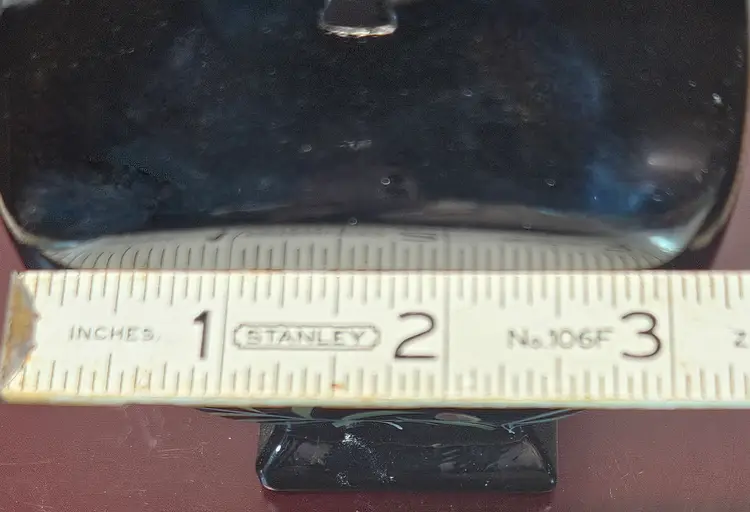 INCHES. 1 STANLEY 2 No.106F 3